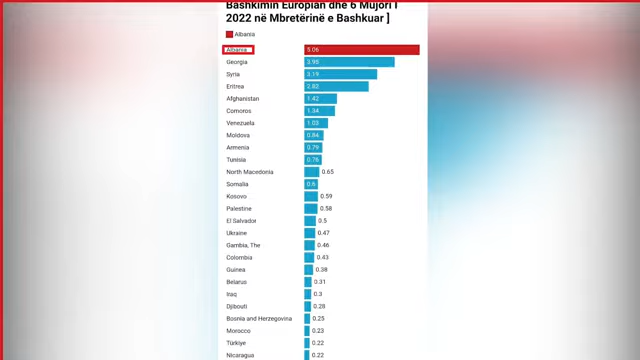 Bashkimin Europian dhe 6 Mujori I
2022 në Mbretërinë e Bashkuar ]
Albania
Albania 5.06
Georgia 3.95
Syria 3.19
Eritrea 2.82
Afghanistan 1.42
Comoros 1.34
Venezuela 1.03
Moldova 0.84
Armenia 0.79
Tunisia 0.76
North Macedonia 0.65
Somalia 0.6
Kosovo 0.59
Palestine 0.58
El Salvador 0.5
Ukraine 0.47
Gambia, The 0.46
Colombia 0.43
Guinea 0.38
Belarus 0.31
Iraq 0.3
Djibouti 0.28
Bosnia and Herzegovina 0.25
Morocco 0.23
Türkiye 0.22
Nicaragua 0.22